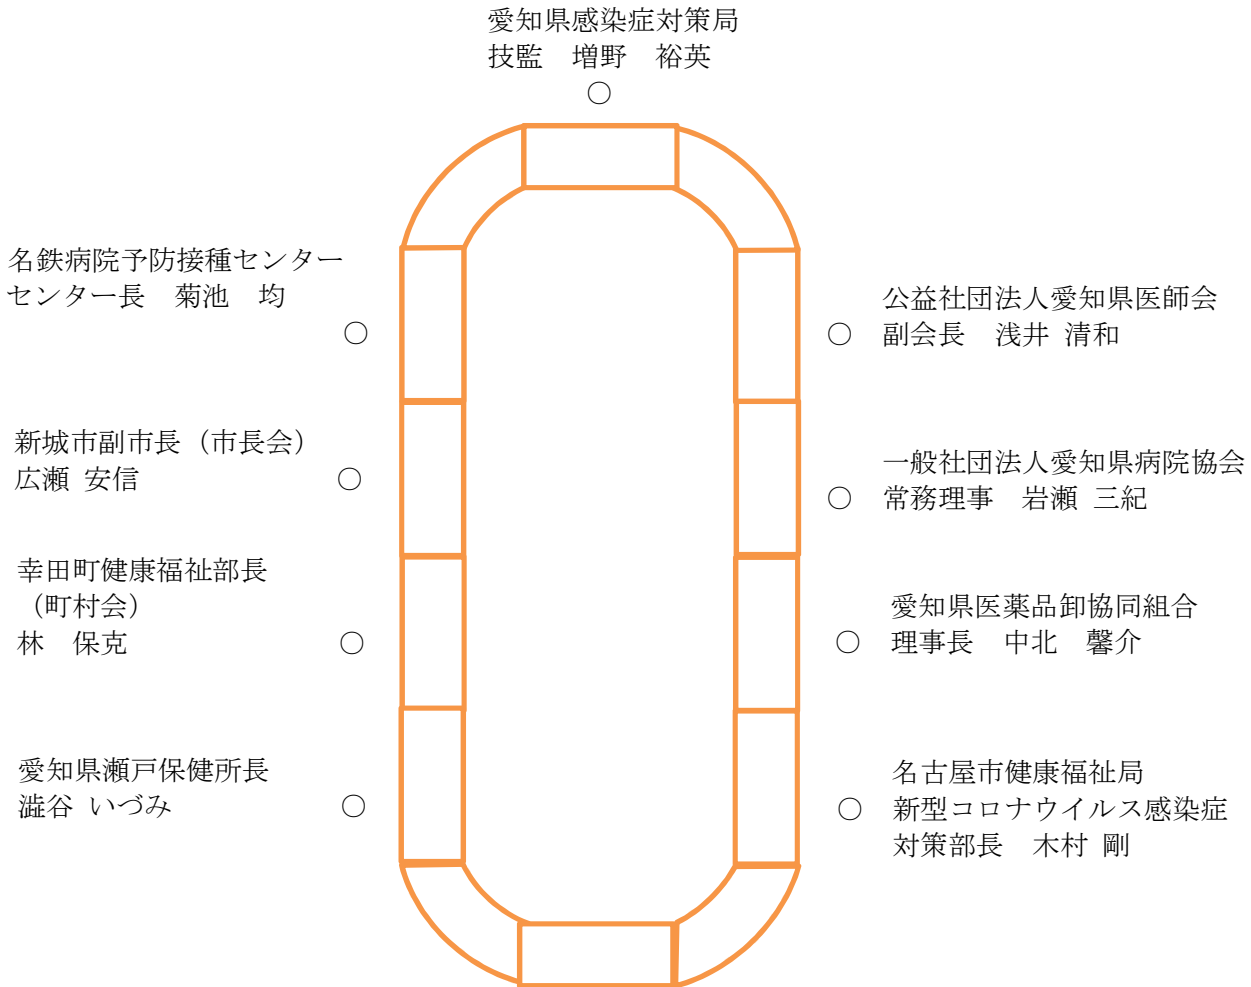 愛知県感染症対策局
技監　増野　裕英
○
名鉄病院予防接種センター
センター長　菊池　均
○
新城市副市長（市長会）
広瀬 安信
○
幸田町健康福祉部長
（町村会）
林　保克
○
愛知県瀬戸保健所長
澁谷 いづみ
○
公益社団法人愛知県医師会
○ 副会長　浅井 清和
一般社団法人愛知県病院協会
○ 常務理事　岩瀬 三紀
愛知県医薬品卸協同組合
○ 理事長　中北　馨介
名古屋市健康福祉局
○ 新型コロナウイルス感染症
対策部長　木村 剛